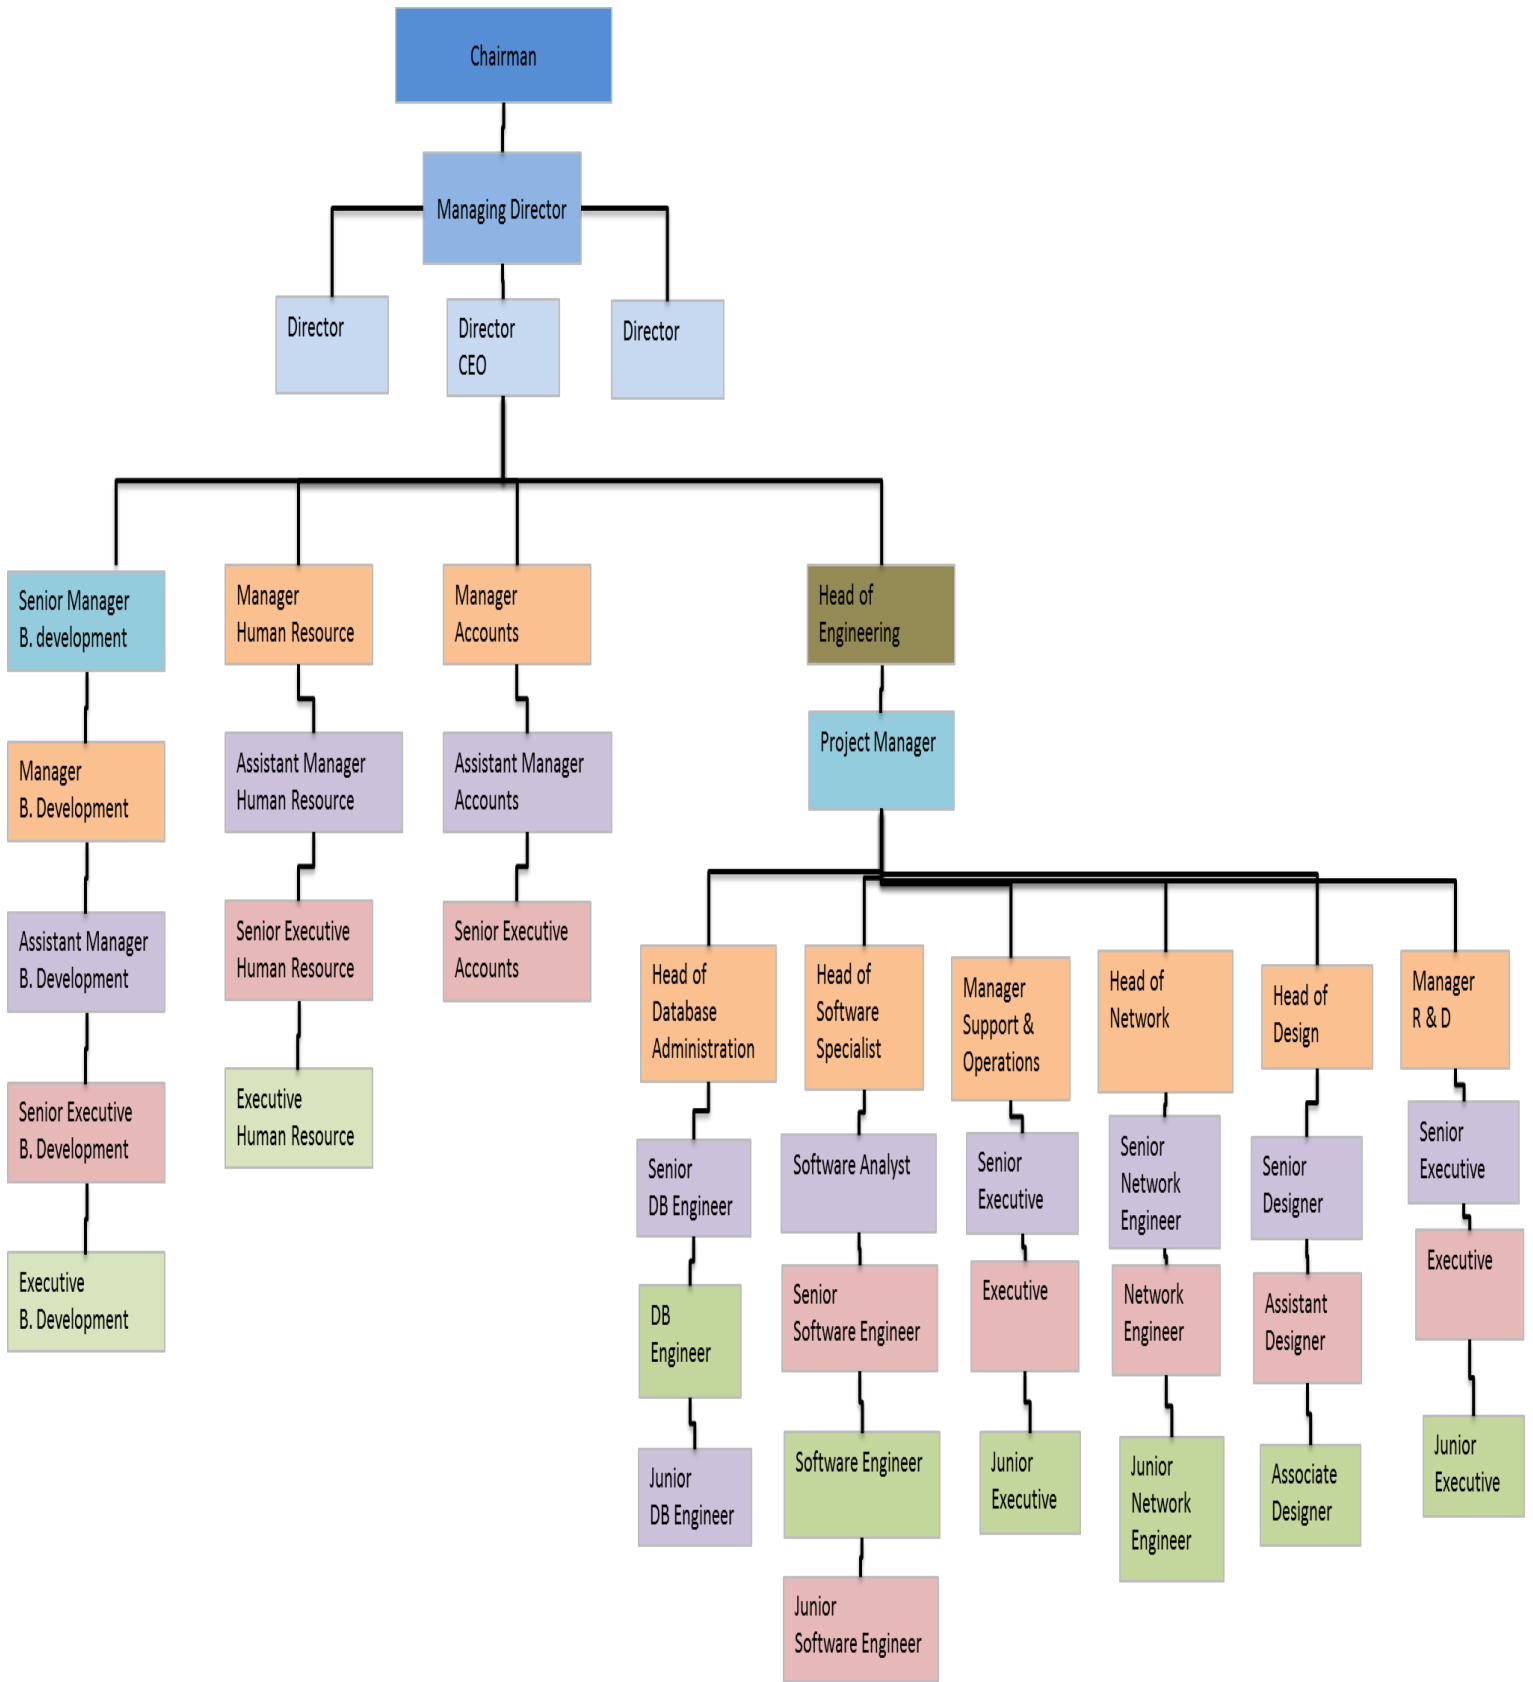 Chairman
Managing Director
Director
Director
CEO
Director
Senior Manager
B. development
Manager
Human Resource
Manager
Accounts
Head of
Engineering
Manager
B. Development
Assistant Manager
Human Resource
Assistant Manager
Accounts
Project Manager
Assistant Manager
B. Development
Senior Executive
Human Resource
Senior Executive
Accounts
Senior Executive
B. Development
Executive
Human Resource
Executive
B. Development
Head of
Database
Administration
Head of
Software
Specialist
Manager
Support &
Operations
Head of
Network
Head of
Design
Manager
R & D
Senior
DB Engineer
Software Analyst
Senior
Executive
Senior
Network
Engineer
Senior
Designer
Senior
Executive
DB
Engineer
Senior
Software Engineer
Executive
Network
Engineer
Assistant
Designer
Executive
Junior
DB Engineer
Software Engineer
Junior
Executive
Junior
Network
Engineer
Associate
Designer
Junior
Executive
Junior
Software Engineer